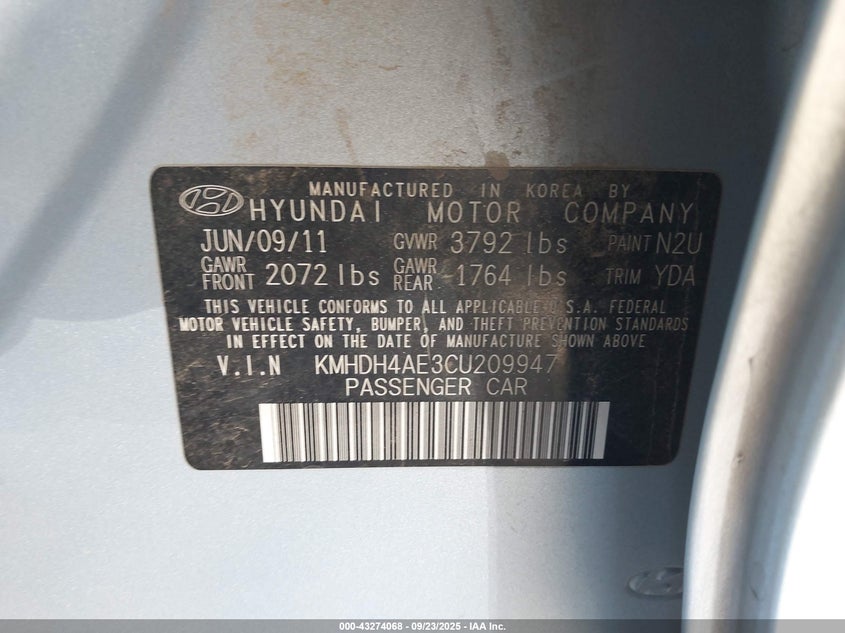 MANUFACTURED IN KOREA BY
HYUNDAI MOTOR COMPANY
JUN/09/11 GVWR 3792 lbs PAINT N2U
GAWR FRONT 2072 lbs GAWR REAR 1764 lbs TRIM YDA
THIS VEHICLE CONFORMS TO ALL APPLICABLE U.S.A. FEDERAL
MOTOR VEHICLE SAFETY, BUMPER, AND THEFT PREVENTION STANDARDS
IN EFFECT ON THE DATE OF MANUFACTURE SHOWN ABOVE.
V.I.N KMHDH4AE3CU209947
PASSENGER CAR
000-43274068 - 09/23/2025 - IAA Inc.